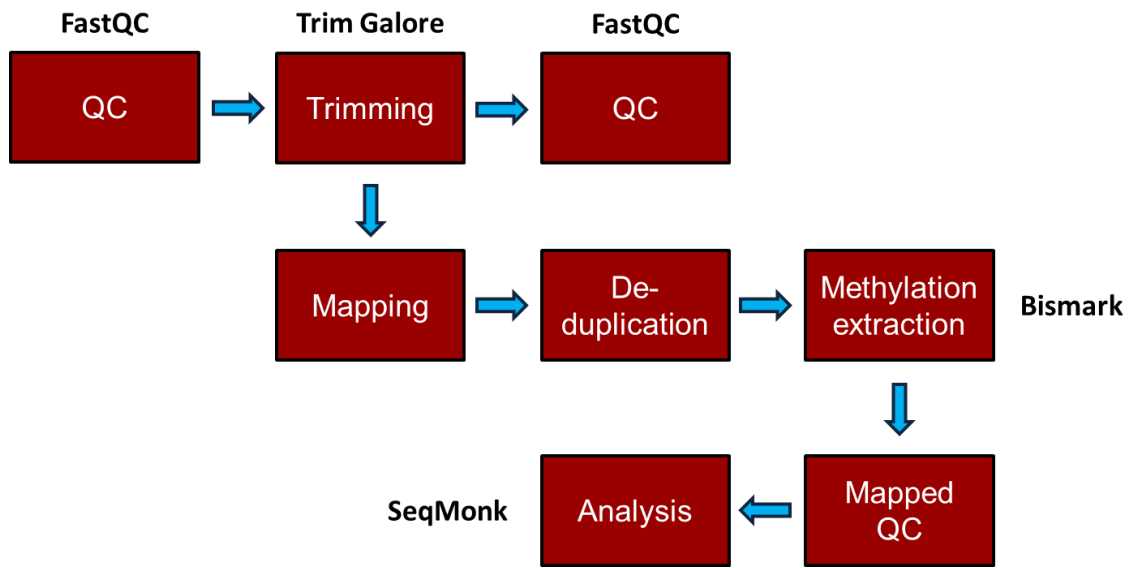 FastQC
Trim Galore
FastQC
QC
Trimming
QC
Mapping
De-
duplication
Methylation
extraction
Bismark
SeqMonk
Analysis
Mapped
QC